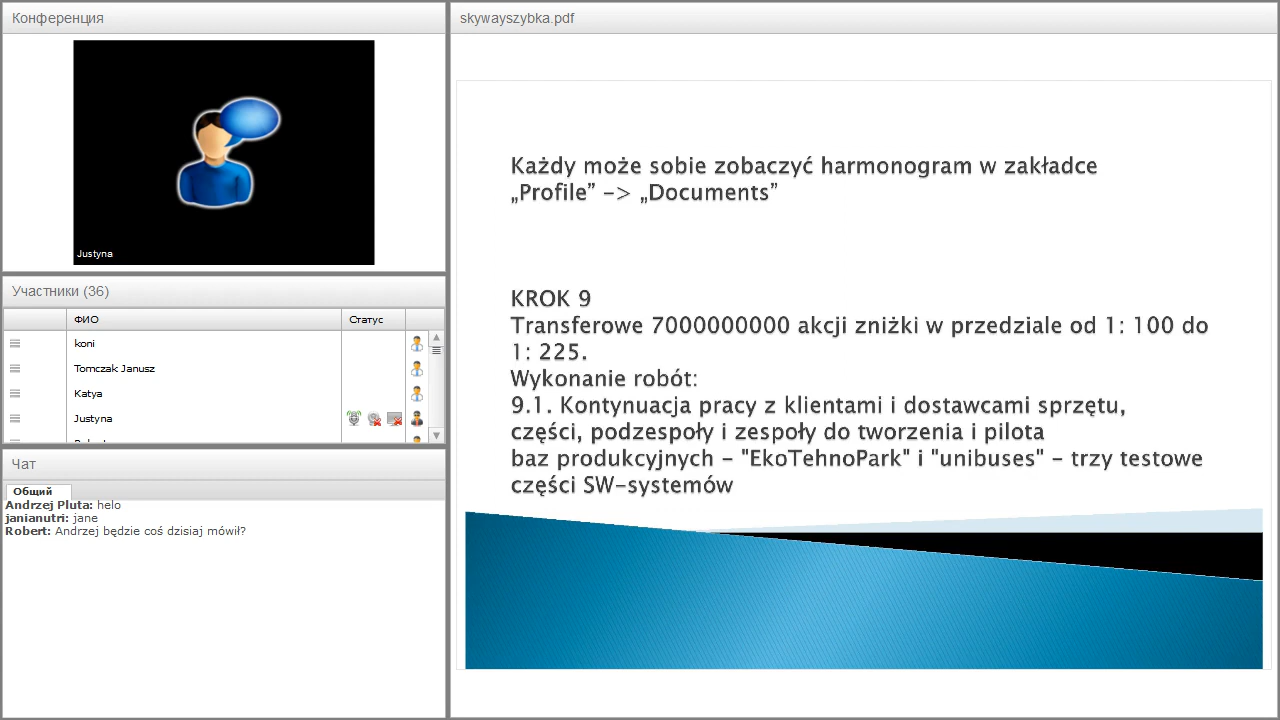 Конференция
Justyna
Участники (36)
ФИО
Статус
koni
Tomczak Janusz
Katya
Justyna
Чат
Общий
Andrzej Pluta: helo
janianutri: jane
Robert: Andrzej będzie coś dzisiaj mówił?
skywayszybka.pdf
Każdy może sobie zobaczyć harmonogram w zakładce
„Profile” -> „Documents”
KROK 9
Transferowe 7000000000 akcji zniżki w przedziale od 1: 100 do
1: 225.
Wykonanie robót:
9.1. Kontynuacja pracy z klientami i dostawcami sprzętu,
części, podzespoły i zespoły do tworzenia i pilota
baz produkcyjnych - "EkoTehnoPark" i "unibuses" - trzy testowe
części SW-systemów